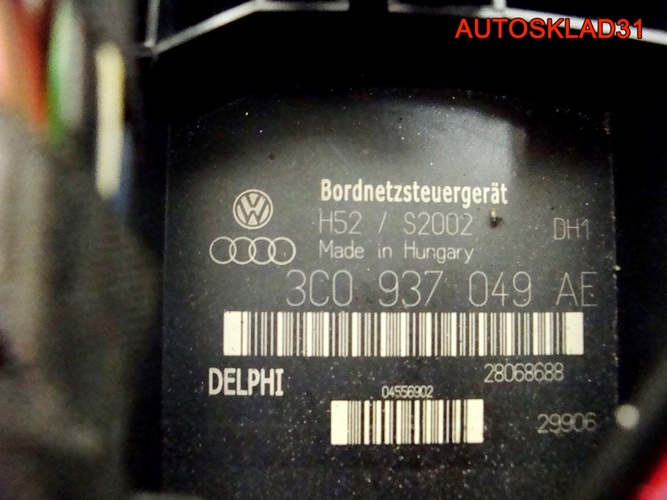 AUTOSKLAD31
Bordnetzsteuergerät
H52 / S2002 DH1
Made in Hungary
3C0 937 049 AE
DELPHI 28068688
04556902
29906